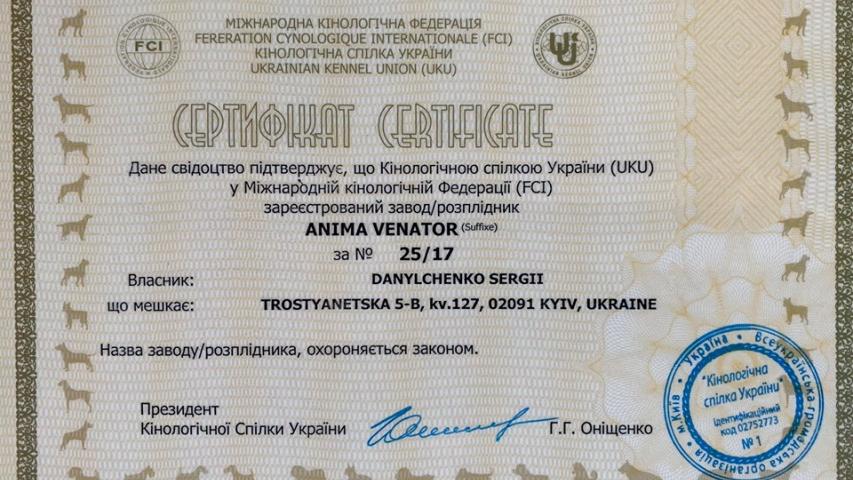 МІЖНАРОДНА КІНОЛОГІЧНА ФЕДЕРАЦІЯ
FERERATION CYNOLOGIQUE INTERNATIONALE (FCI)
КІНОЛОГІЧНА СПІЛКА УКРАЇНИ
UKRAINIAN KENNEL UNION (UKU)
FCI
СЕРТИФІКАТ CERTIFICATE
Дане свідоцтво підтверджує, що Кінологічною спілкою України (UKU)
у Міжнародній кінологічній Федерації (FCI)
зареєстрований завод/розплідник
ANIMA VENATOR (Suffixe)
за № 25/17
Власник: DANYLCHENKO SERGII
що мешкає: TROSTYANETSKA 5-B, kv.127, 02091 KYIV, UKRAINE
Назва заводу/розплідника, охороняється законом.
Президент
Кінологічної Спілки України Г.Г. Оніщенко
м.Київ • Україна • Всеукраїнська громадська організація
"Кінологічна
спілка України"
Ідентифікаційний
код 02752773
№ 1